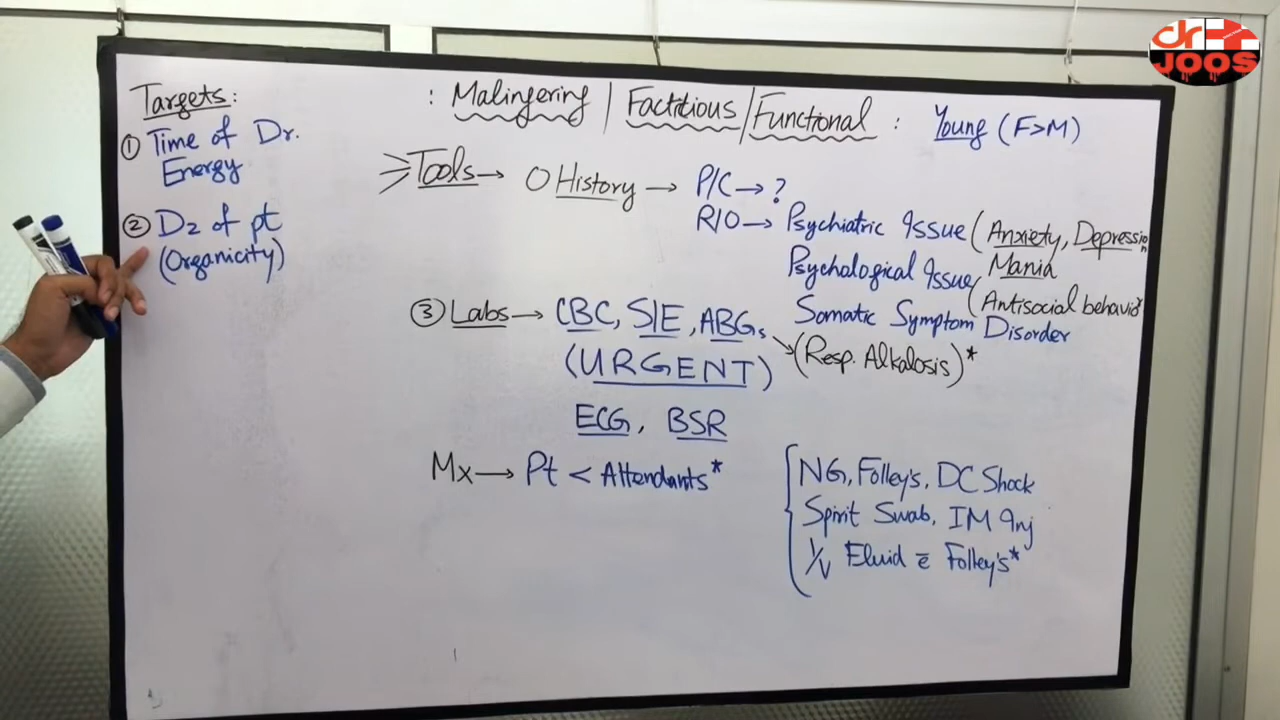 dr
JOOS
: Malingering / Factitious / Functional : Young (F>M)
Targets:
① Time of Dr.
Energy
② Dz of pt
(Organicity)
Tools → O History → P/C → ?
R/O → Psychiatric Issue (Anxiety, Depression
Mania
Psychological Issue (Antisocial behavior
Somatic Symptom Disorder
③ Labs → CBC, S/E, ABGs → (Resp. Alkalosis)*
(URGENT)
ECG, BSR
Mx → Pt < Attendants*
NG, Folley's, DC Shock
Spirit Swab, IM Inj
I/V Fluid c̄ Folley's*